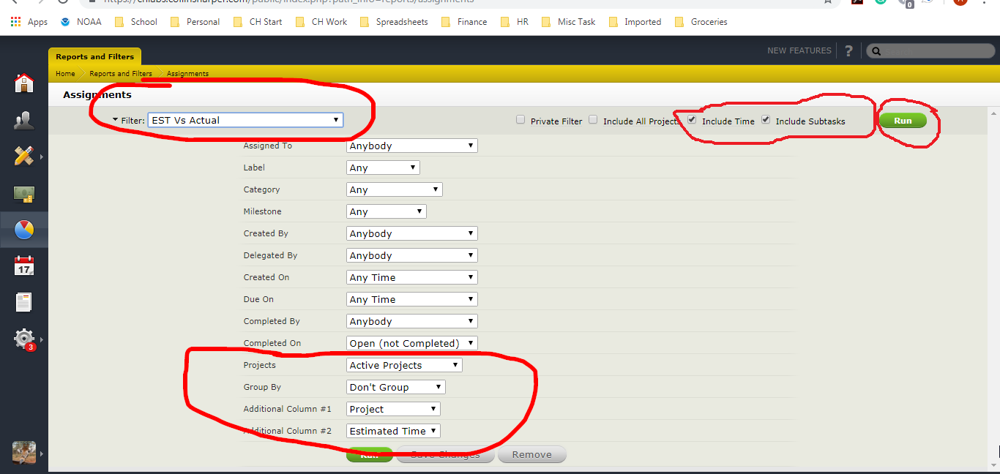 https://chlabs.collinsharper.com/public/index.php?path_info=reports/assignments
0
Apps NOAA School Personal CH Start CH Work Spreadsheets Finance HR Misc Task Imported Groceries
Reports and Filters
NEW FEATURES ?
Home Reports and Filters Assignments
Assignments
Filter: EST Vs Actual Private Filter Include All Projects Include Time Include Subtasks Run
Assigned To Anybody
Label Any
Category Any
Milestone Any
Created By Anybody
Delegated By Anybody
Created On Any Time
Due On Any Time
Completed By Anybody
Completed On Open (not Completed)
Projects Active Projects
Group By Don't Group
Additional Column #1 Project
Additional Column #2 Estimated Time
Run Save Changes Remove
17
3